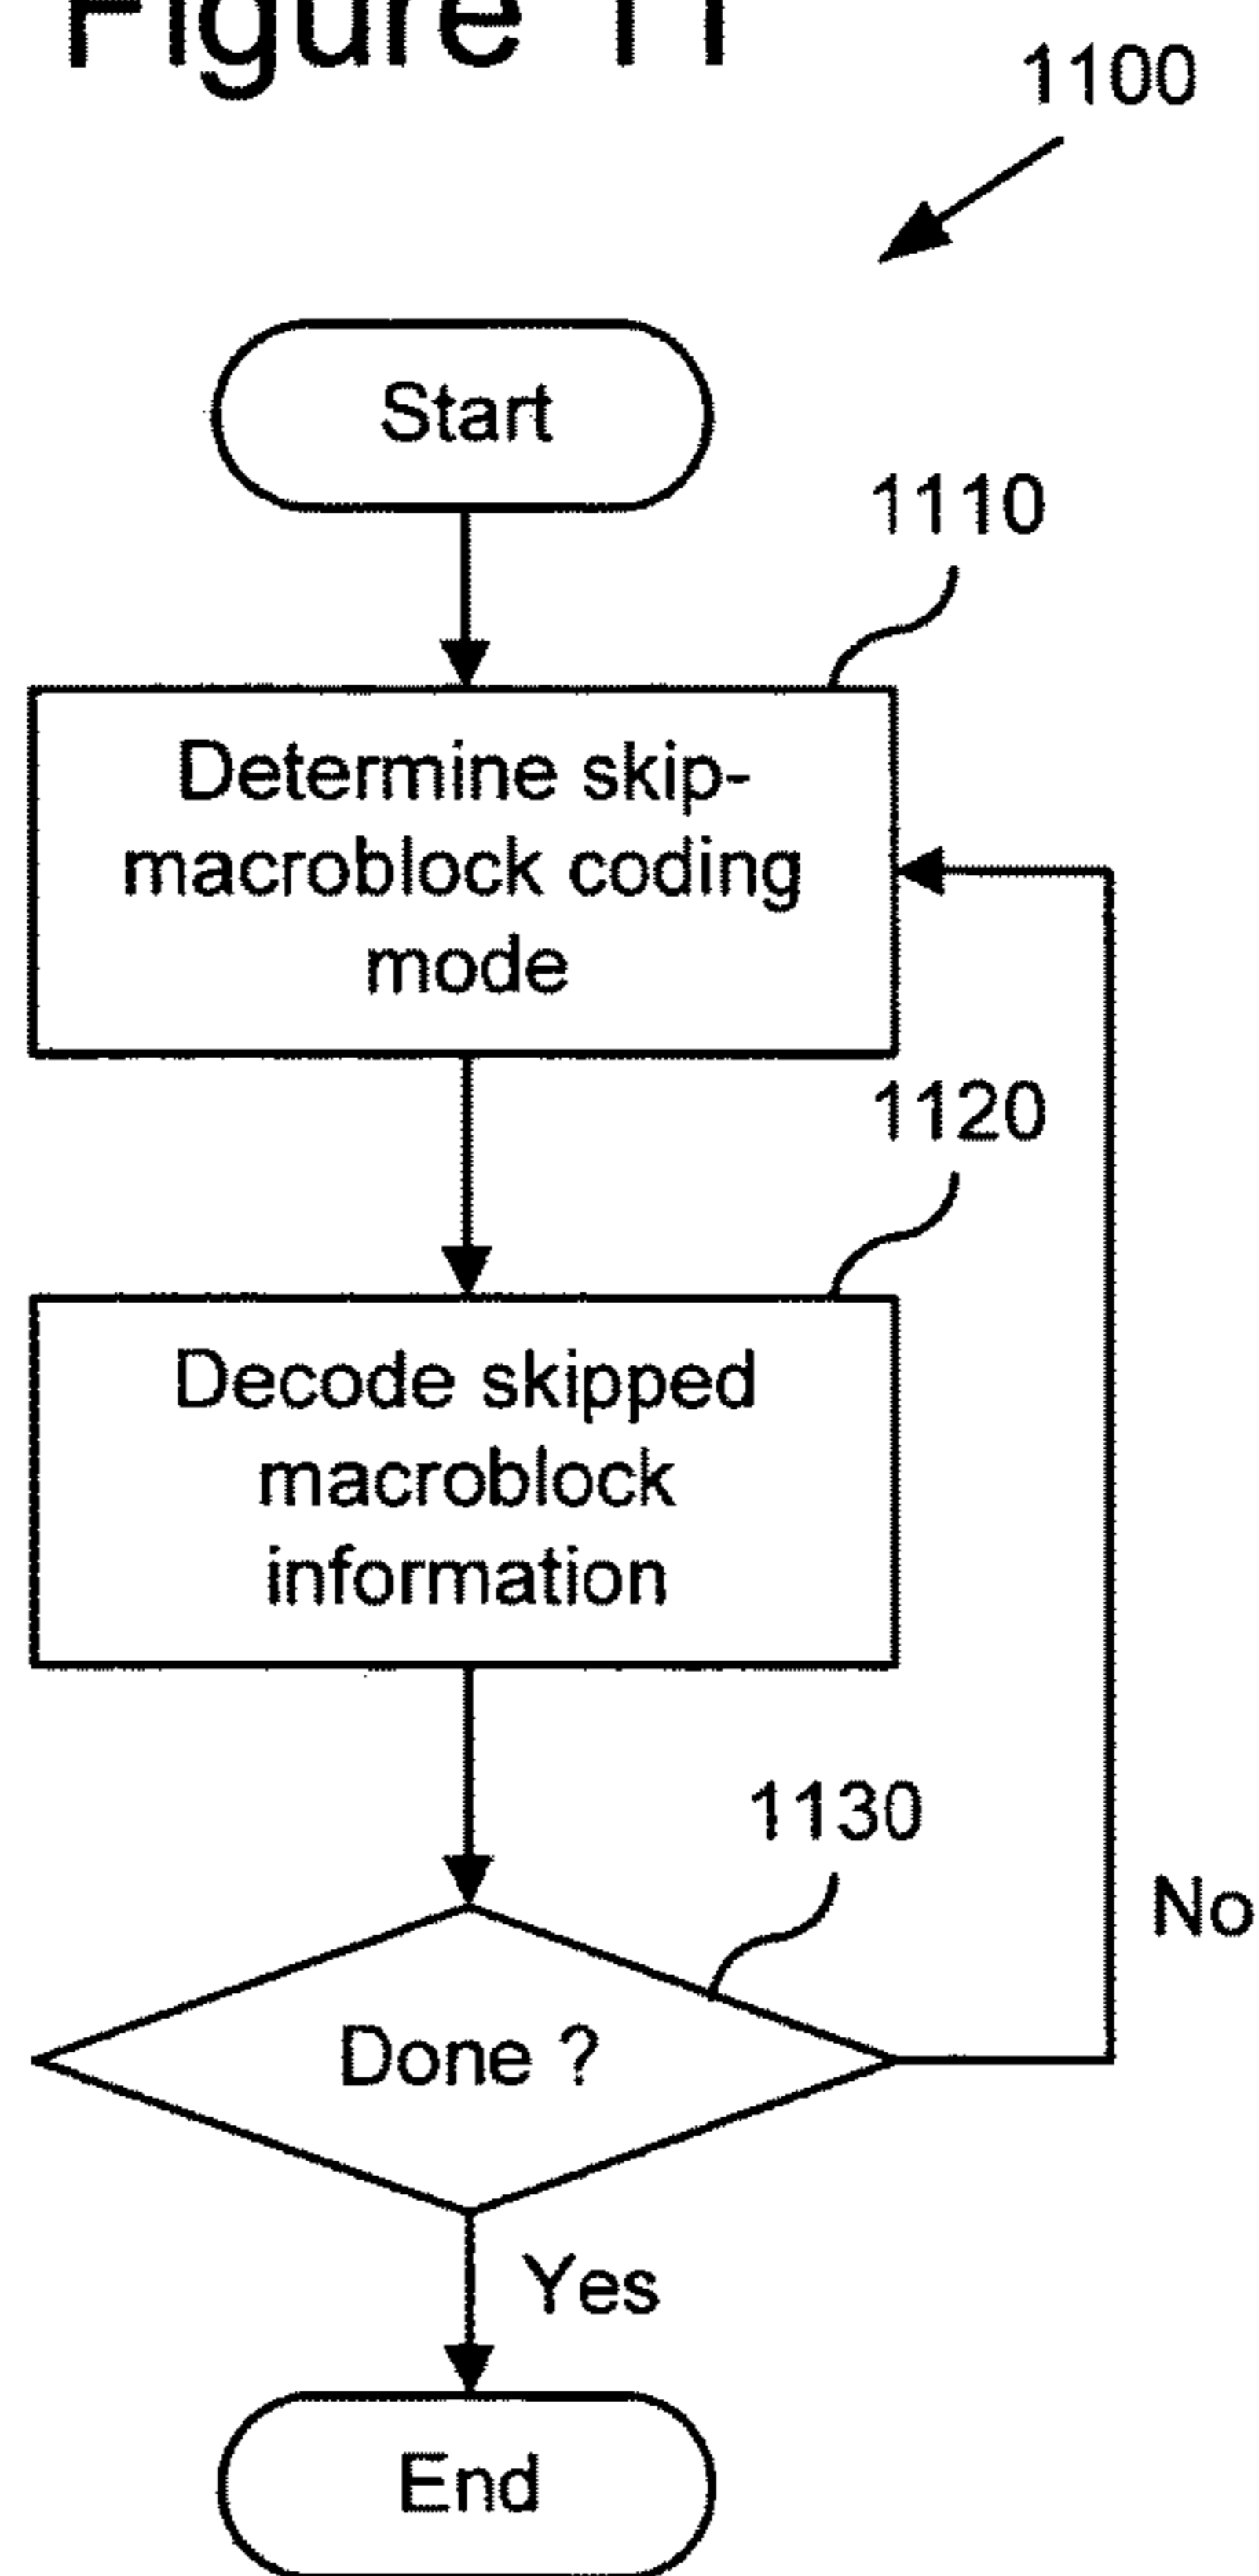 Figure 11
1100
Start
1110
Determine skip-
macroblock coding
mode
1120
Decode skipped
macroblock
information
1130
No
Done ?
Yes
End